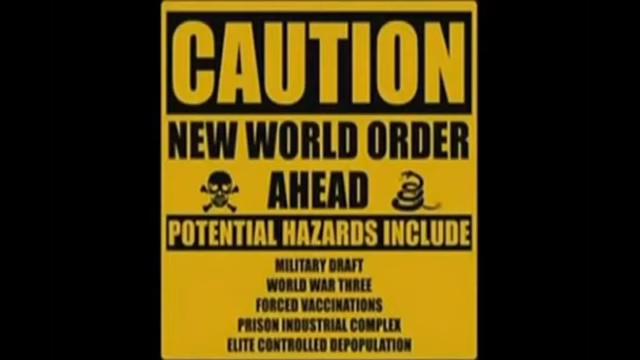 CAUTION
NEW WORLD ORDER
AHEAD
POTENTIAL HAZARDS INCLUDE
MILITARY DRAFT
WORLD WAR THREE
FORCED VACCINATIONS
PRISON INDUSTRIAL COMPLEX
ELITE CONTROLLED DEPOPULATION